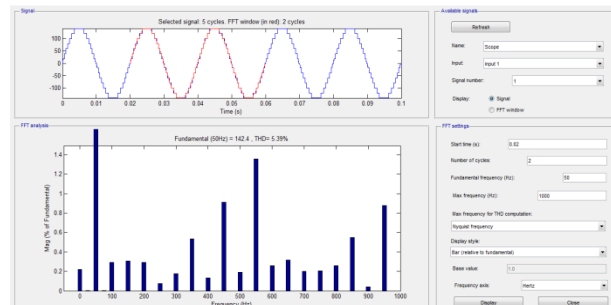 Signal
Selected signal: 5 cycles. FFT window (in red): 2 cycles
100
50
0
-50
-100
0
0.01
0.02
0.03
0.04
0.05
0.06
0.07
0.08
0.09
0.1
Time (s)
FFT analysis
Fundamental (50Hz) = 142.4 , THD= 5.39%
Mag (% of Fundamental)
1.4
1.2
1
0.8
0.6
0.4
0.2
0
0
100
200
300
400
500
600
700
800
900
1000
Frequency (Hz)
Available signals
Refresh
Name:
Scope
Input:
input 1
Signal number:
1
Display:
Signal
FFT window
FFT settings
Start time (s):
0.02
Number of cycles:
2
Fundamental frequency (Hz):
50
Max frequency (Hz):
1000
Max frequency for THD computation:
Nyquist frequency
Display style:
Bar (relative to fundamental)
Base value:
1.0
Frequency axis:
Hertz
Display
Close